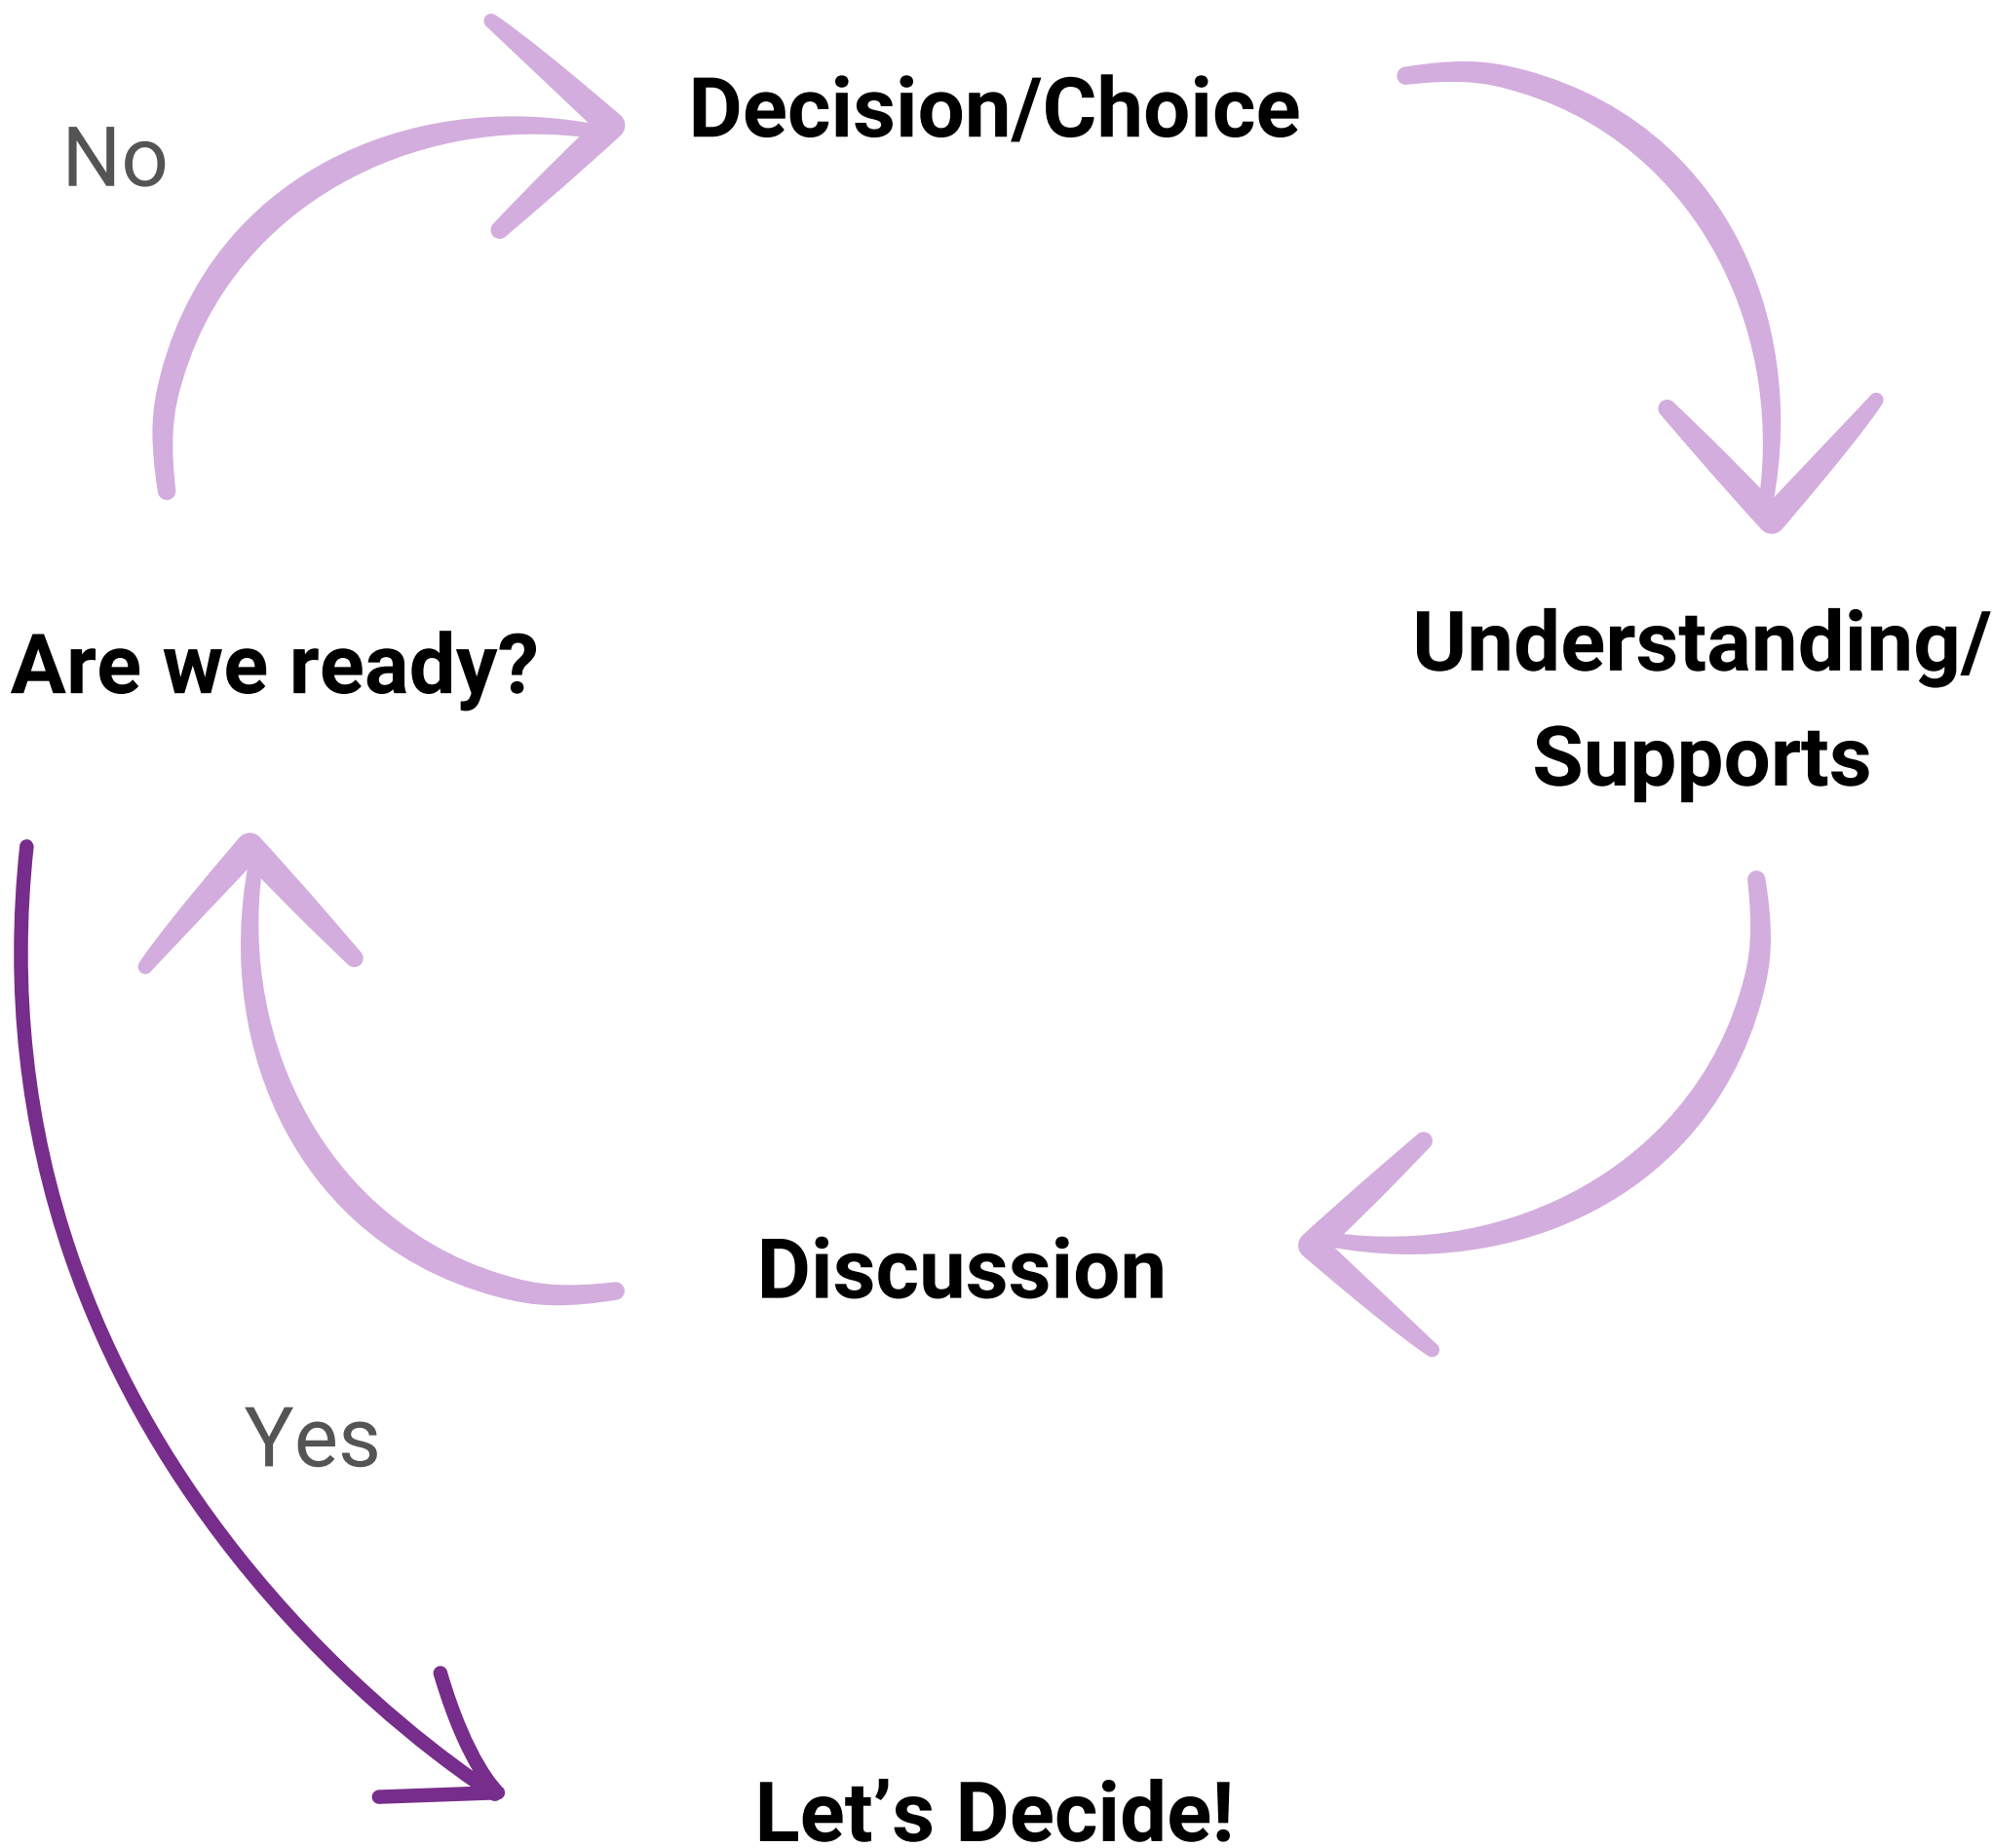 Decision/Choice
No
Are we ready?
Understanding/
Supports
Discussion
Yes
Let’s Decide!